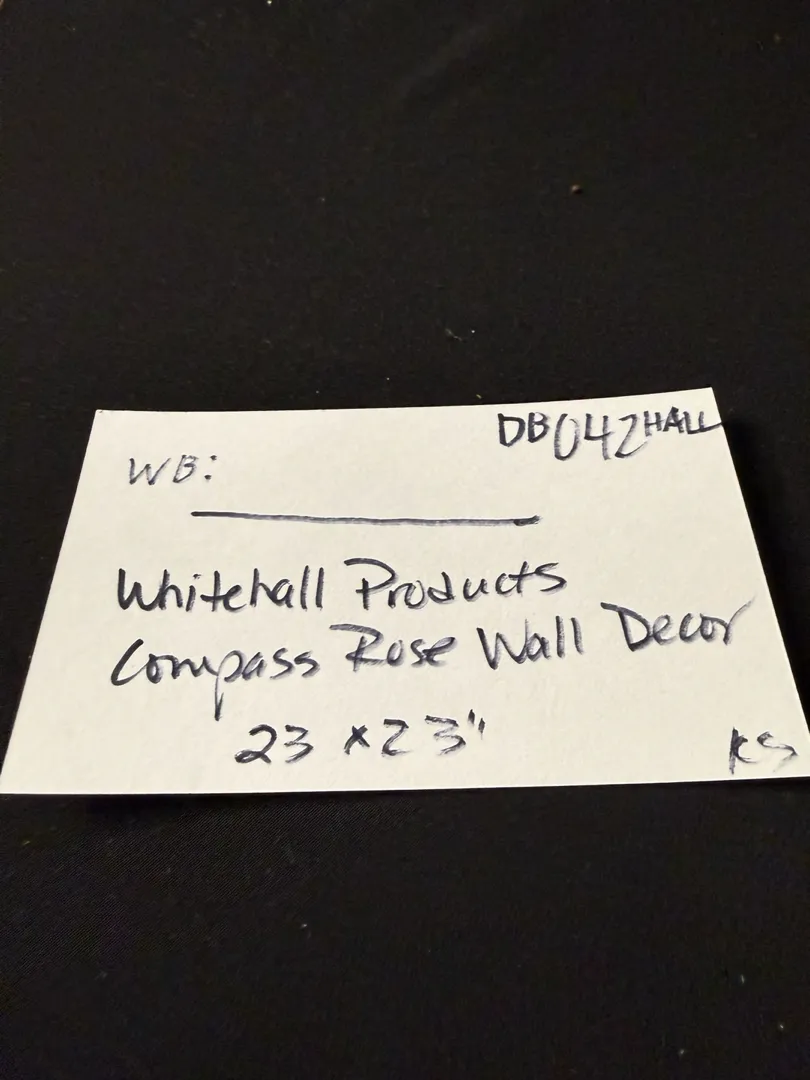 DB042HALL
WB:
Whitehall Products
Compass Rose Wall Decor
23 x 23"
KS